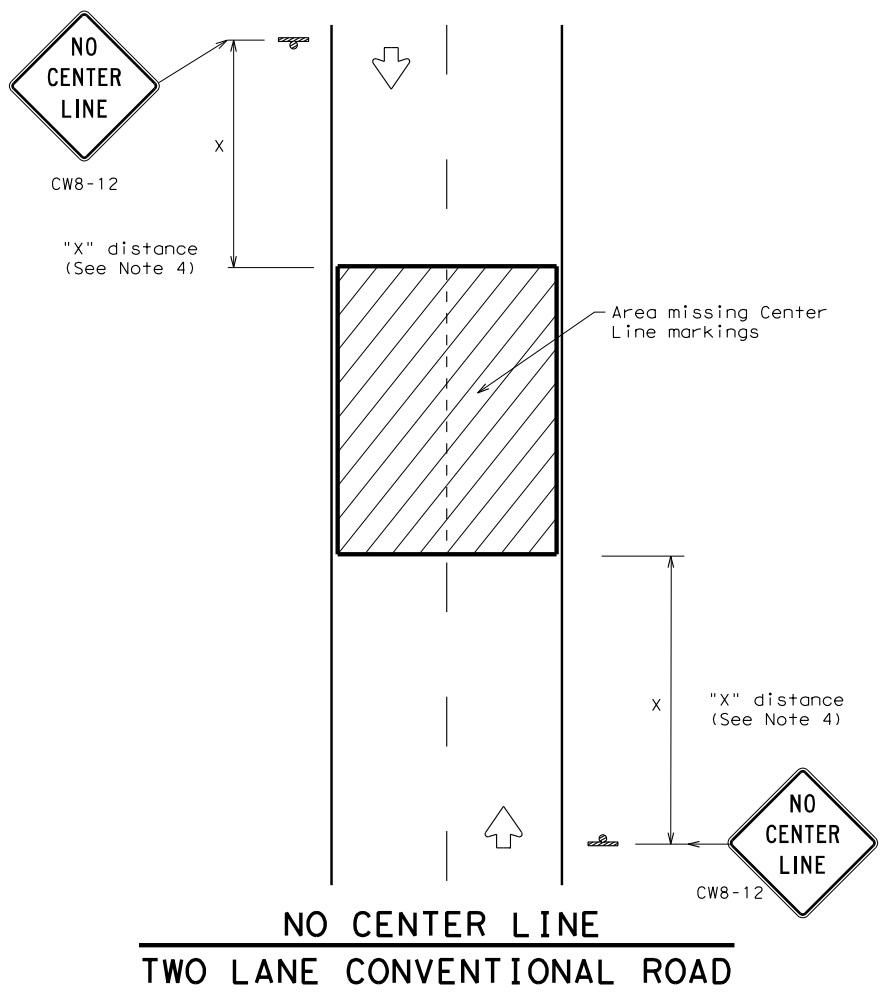 NO
CENTER
LINE
CW8-12
X
"X" distance
(See Note 4)
Area missing Center
Line markings
X
"X" distance
(See Note 4)
NO
CENTER
LINE
CW8-12
NO CENTER LINE
TWO LANE CONVENTIONAL ROAD